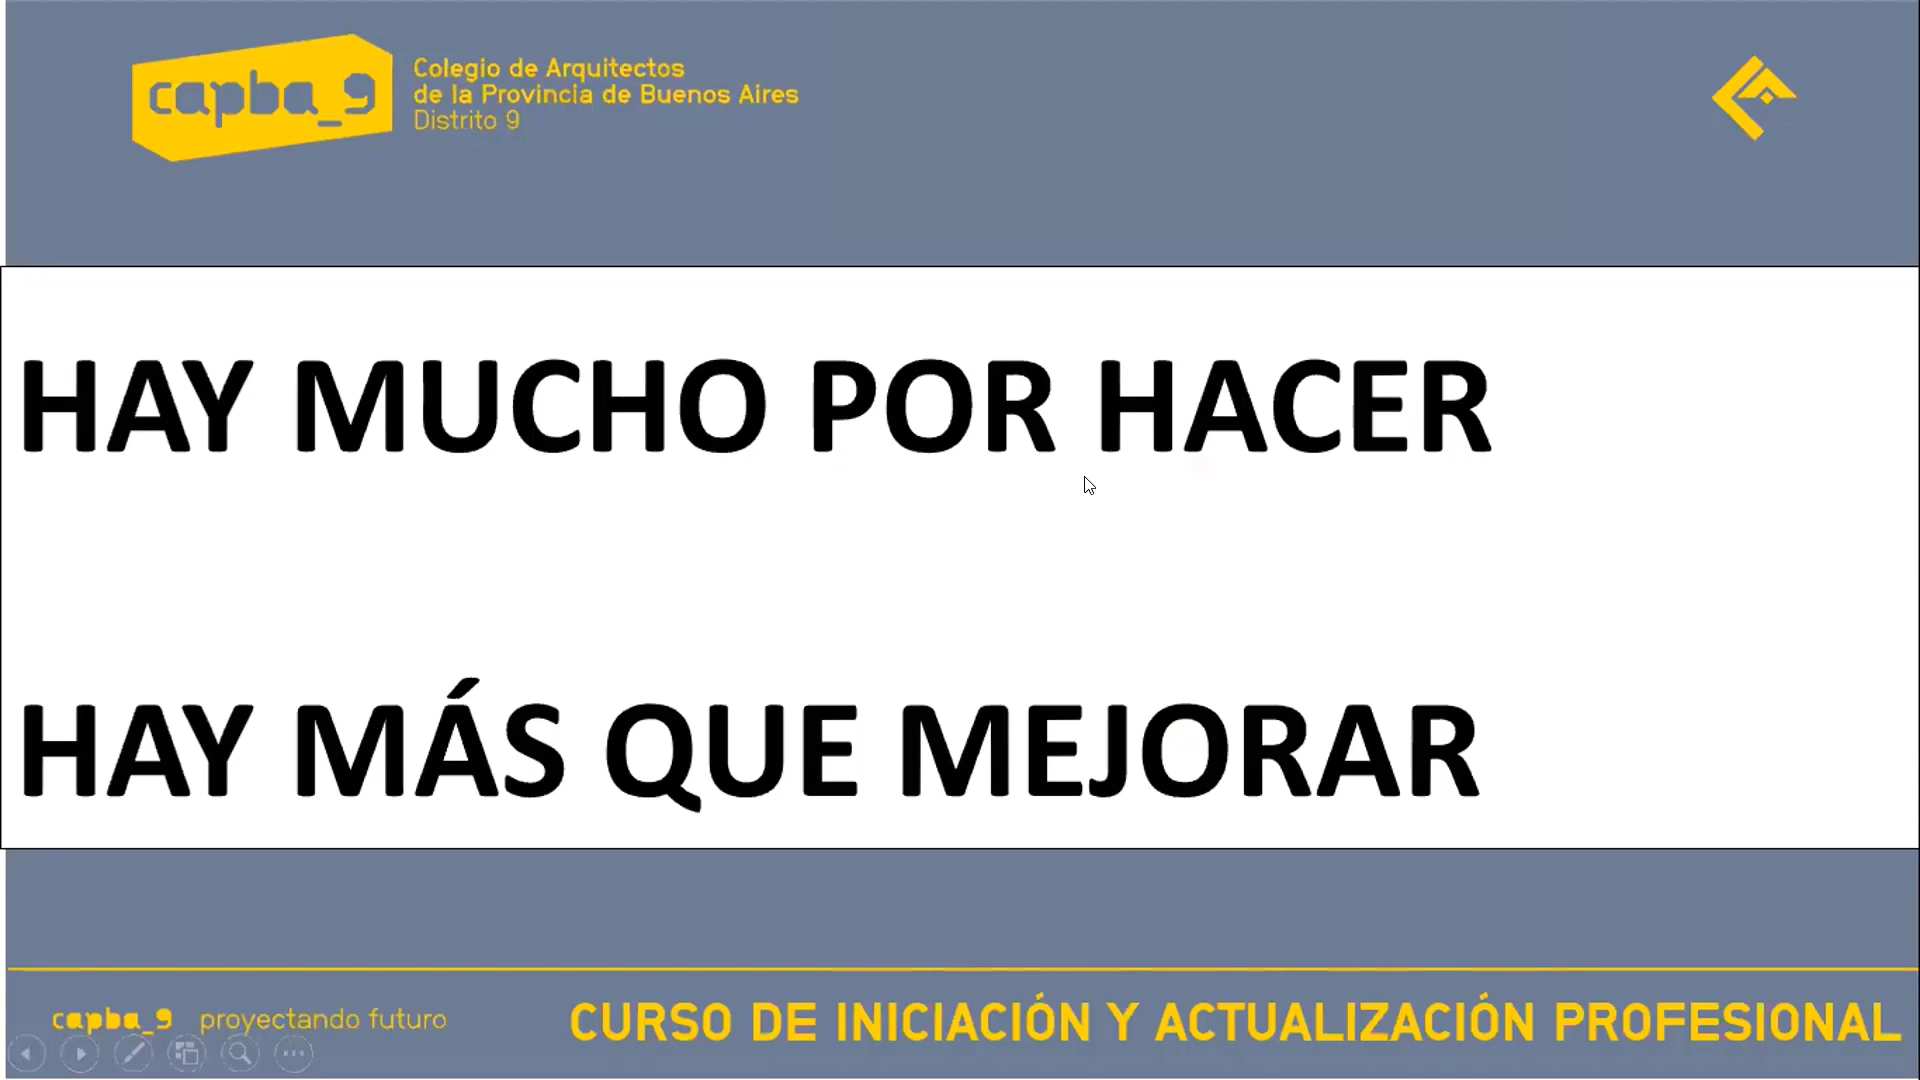 capba_9
Colegio de Arquitectos
de la Provincia de Buenos Aires
Distrito 9
HAY MUCHO POR HACER
HAY MÁS QUE MEJORAR
capba_9 proyectando futuro
CURSO DE INICIACIÓN Y ACTUALIZACIÓN PROFESIONAL